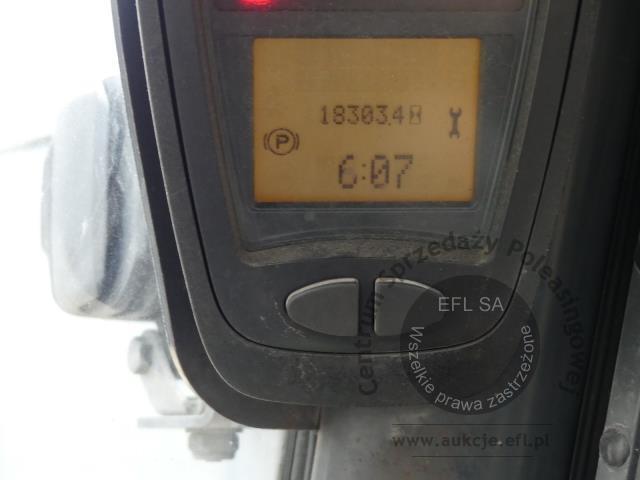 18303.4
P
6:07
Centrum Sprzedaży Poleasingowej
EFL SA
Wszelkie prawa zastrzeżone
www.aukcje.efl.pl